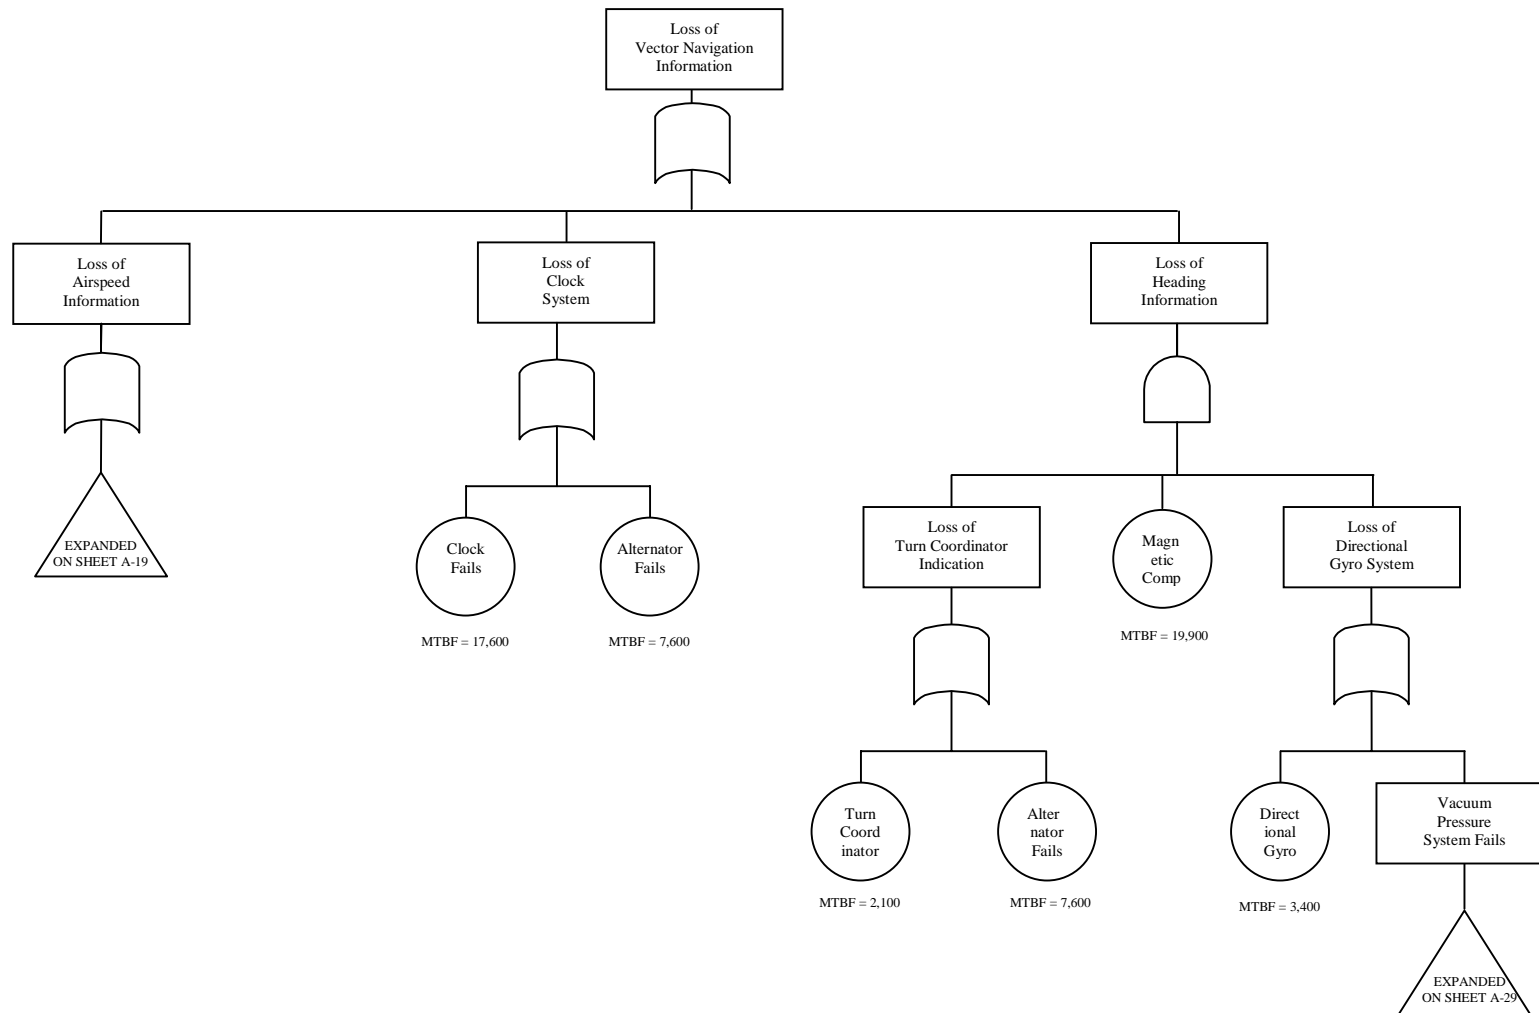 Loss of
Vector Navigation
Information
Loss of
Airspeed
Information
Loss of
Clock
System
Loss of
Heading
Information
EXPANDED
ON SHEET A-19
Clock
Fails
MTBF = 17,600
Alternator
Fails
MTBF = 7,600
Loss of
Turn Coordinator
Indication
Magn
etic
Comp
MTBF = 19,900
Loss of
Directional
Gyro System
Turn
Coord
inator
MTBF = 2,100
Alter
nator
Fails
MTBF = 7,600
Direct
ional
Gyro
MTBF = 3,400
Vacuum
Pressure
System Fails
EXPANDED
ON SHEET A-29